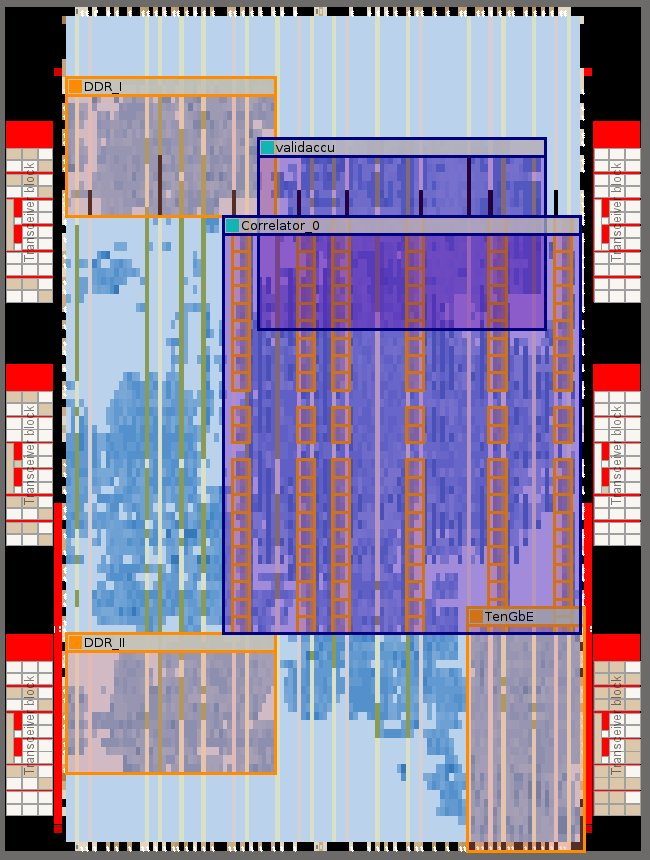 DDR_I
validaccu
Transceiver block
Transceiver block
Correlator_0
Transceiver block
Transceiver block
TenGbE
DDR_II
Transceiver block
Transceiver block